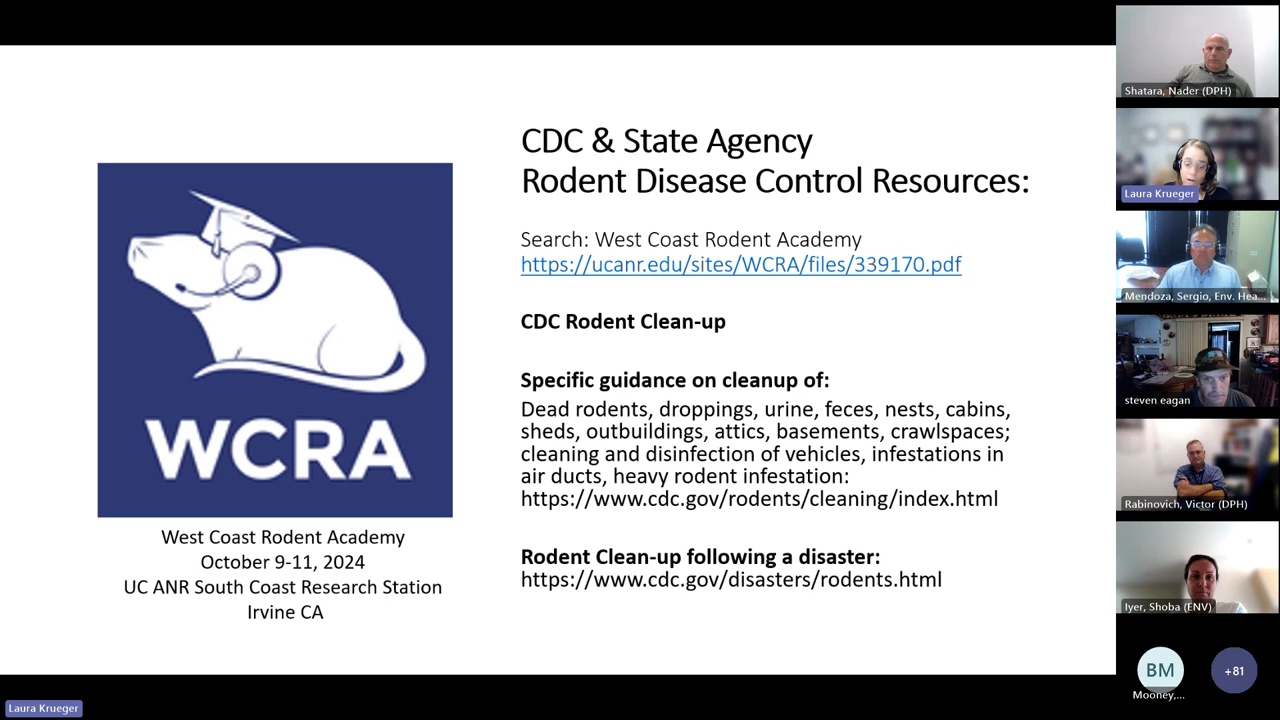 CDC & State Agency
Rodent Disease Control Resources:
Search: West Coast Rodent Academy
https://ucanr.edu/sites/WCRA/files/339170.pdf
CDC Rodent Clean-up
Specific guidance on cleanup of:
Dead rodents, droppings, urine, feces, nests, cabins,
sheds, outbuildings, attics, basements, crawlspaces;
cleaning and disinfection of vehicles, infestations in
air ducts, heavy rodent infestation:
https://www.cdc.gov/rodents/cleaning/index.html
Rodent Clean-up following a disaster:
https://www.cdc.gov/disasters/rodents.html
WCRA
West Coast Rodent Academy
October 9-11, 2024
UC ANR South Coast Research Station
Irvine CA
Shatara, Nader (DPH)
Laura Krueger
Mendoza, Sergio, Env. Hea...
steven eagan
Rabinovich, Victor (DPH)
Iyer, Shoba (ENV)
BM
+81
Mooney,...
Laura Krueger